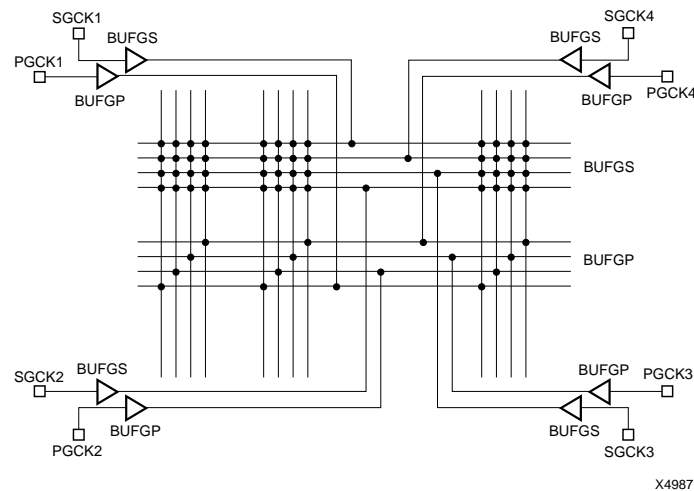 SGCK1
SGCK4
BUFGS
BUFGS
PGCK1
BUFGP
BUFGP
PGCK4
BUFGS
BUFGP
BUFGS
BUFGP
SGCK2
PGCK3
BUFGP
BUFGS
PGCK2
SGCK3
X4987